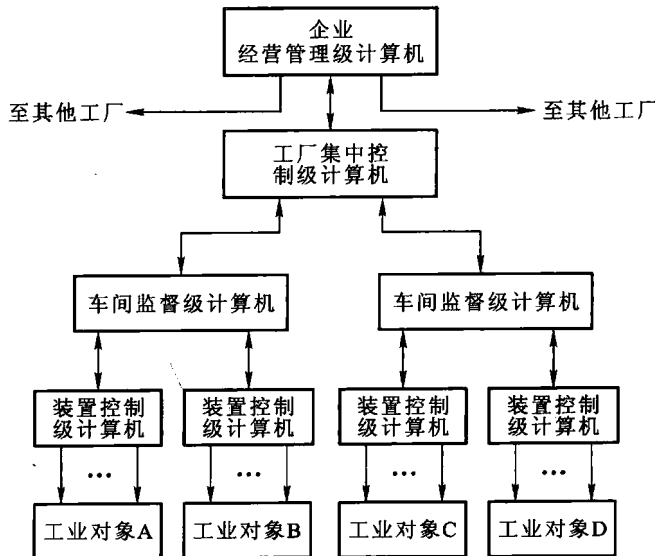 企业
经营管理级计算机
至其他工厂
至其他工厂
工厂集中控
制级计算机
车间监督级计算机
车间监督级计算机
装置控制
级计算机
装置控制
级计算机
装置控制
级计算机
装置控制
级计算机
...
...
...
...
工业对象A
工业对象B
工业对象C
工业对象D